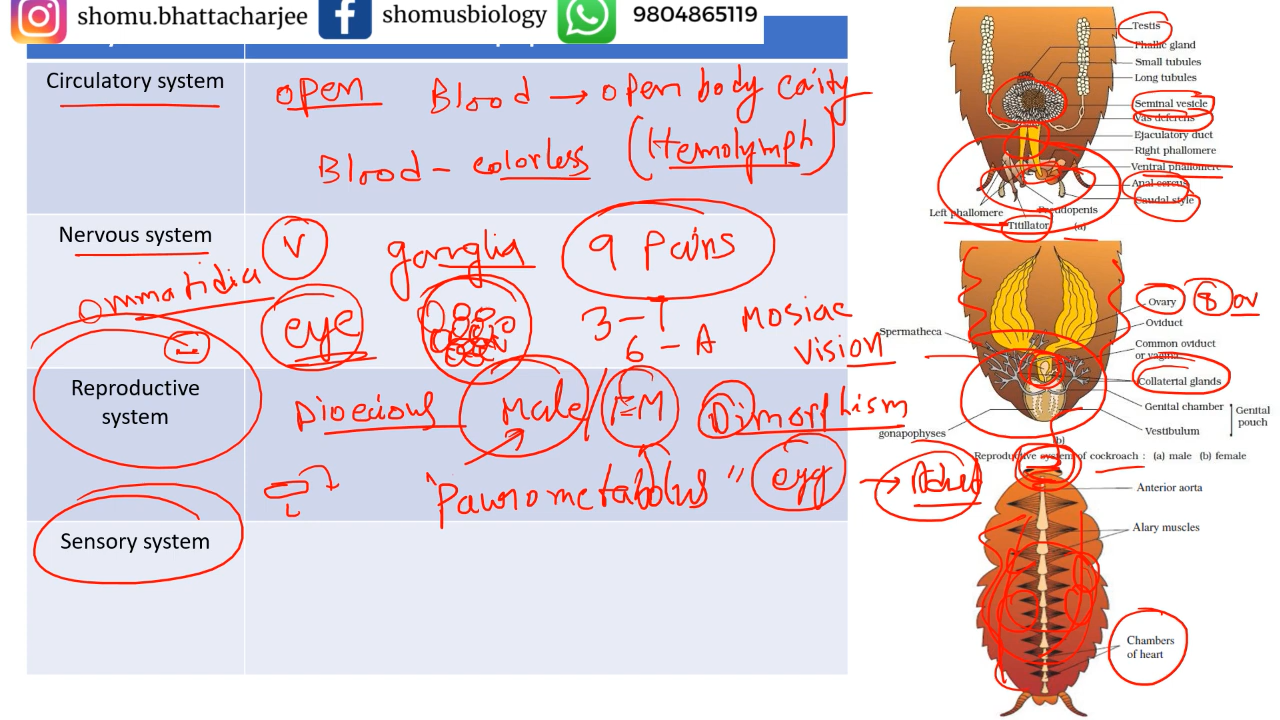 shomu.bhattacharjee shomusbiology 9804865119
Circulatory system
open Blood → open body cavity
Blood - colorless (Hemolymph)
Nervous system
V ganglia 9 Pairs
Ommatidia
eye 3 - T Mosiac
6 - A vision
Reproductive
system
Dioecious Male / FEM Dimorphism
"Paurometabolus" egg → Adult
Sensory system
Testis
Phallic gland
Small tubules
Long tubules
Seminal vesicle
Vas deferens
Ejaculatory duct
Right phallomere
Ventral phallomere
Anal cercus
Caudal style
Left phallomere
Pseudopenis
Titillator
(a)
Ovary 8 ov
Oviduct
Spermatheca
Common oviduct
or vagina
Collaterial glands
Genital chamber
Genital
pouch
gonapophyses
Vestibulum
(b)
Reproductive system of cockroach : (a) male (b) female
Anterior aorta
Alary muscles
Chambers
of heart